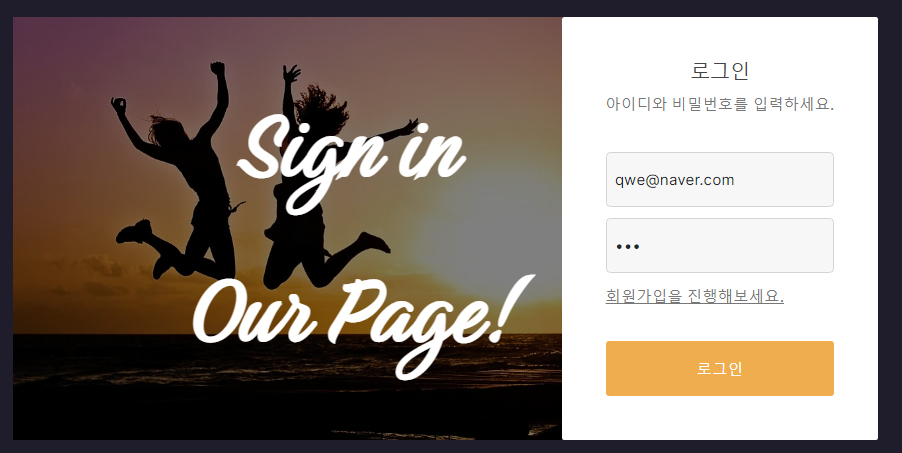 Sign in
Our Page!
로그인
아이디와 비밀번호를 입력하세요.
qwe@naver.com
•••
회원가입을 진행해보세요.
로그인